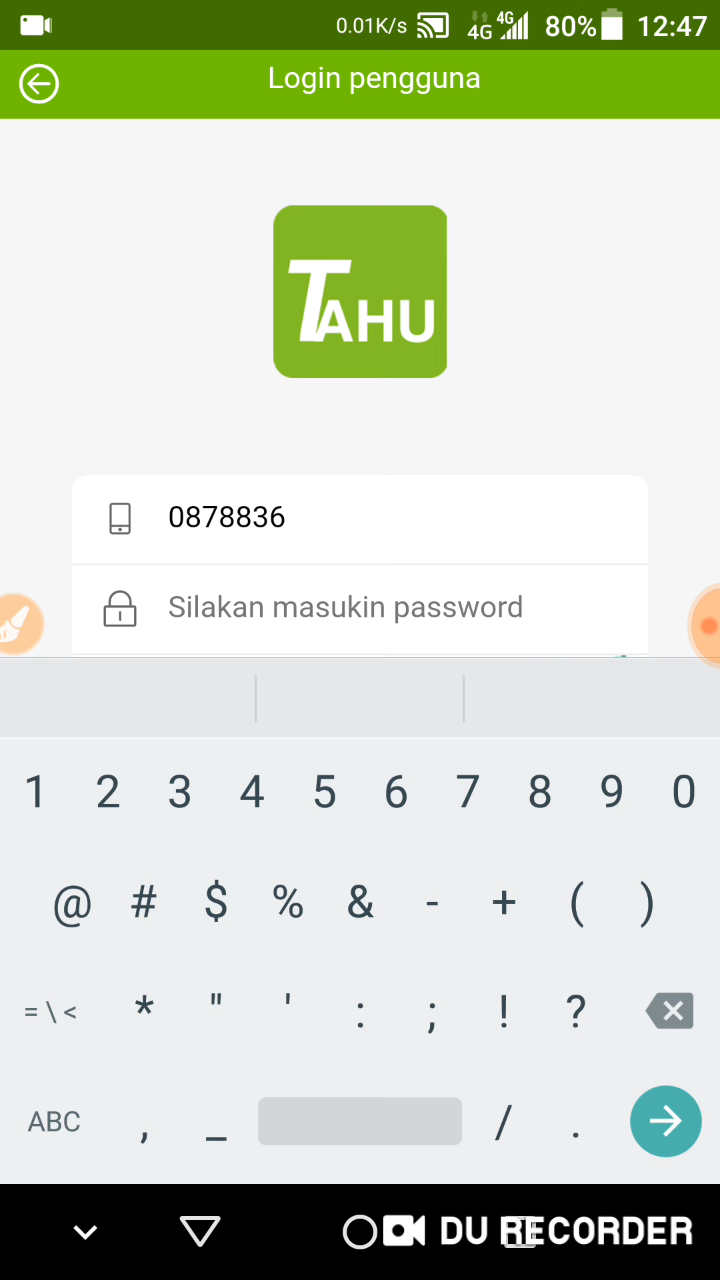 0.01K/s 4G 4G 80% 12:47
Login pengguna
TAHU
0878836
Silakan masukin password
1 2 3 4 5 6 7 8 9 0
@ # $ % & - + ( )
= \ < * " ' : ; ! ?
ABC , _ / .
DU RECORDER